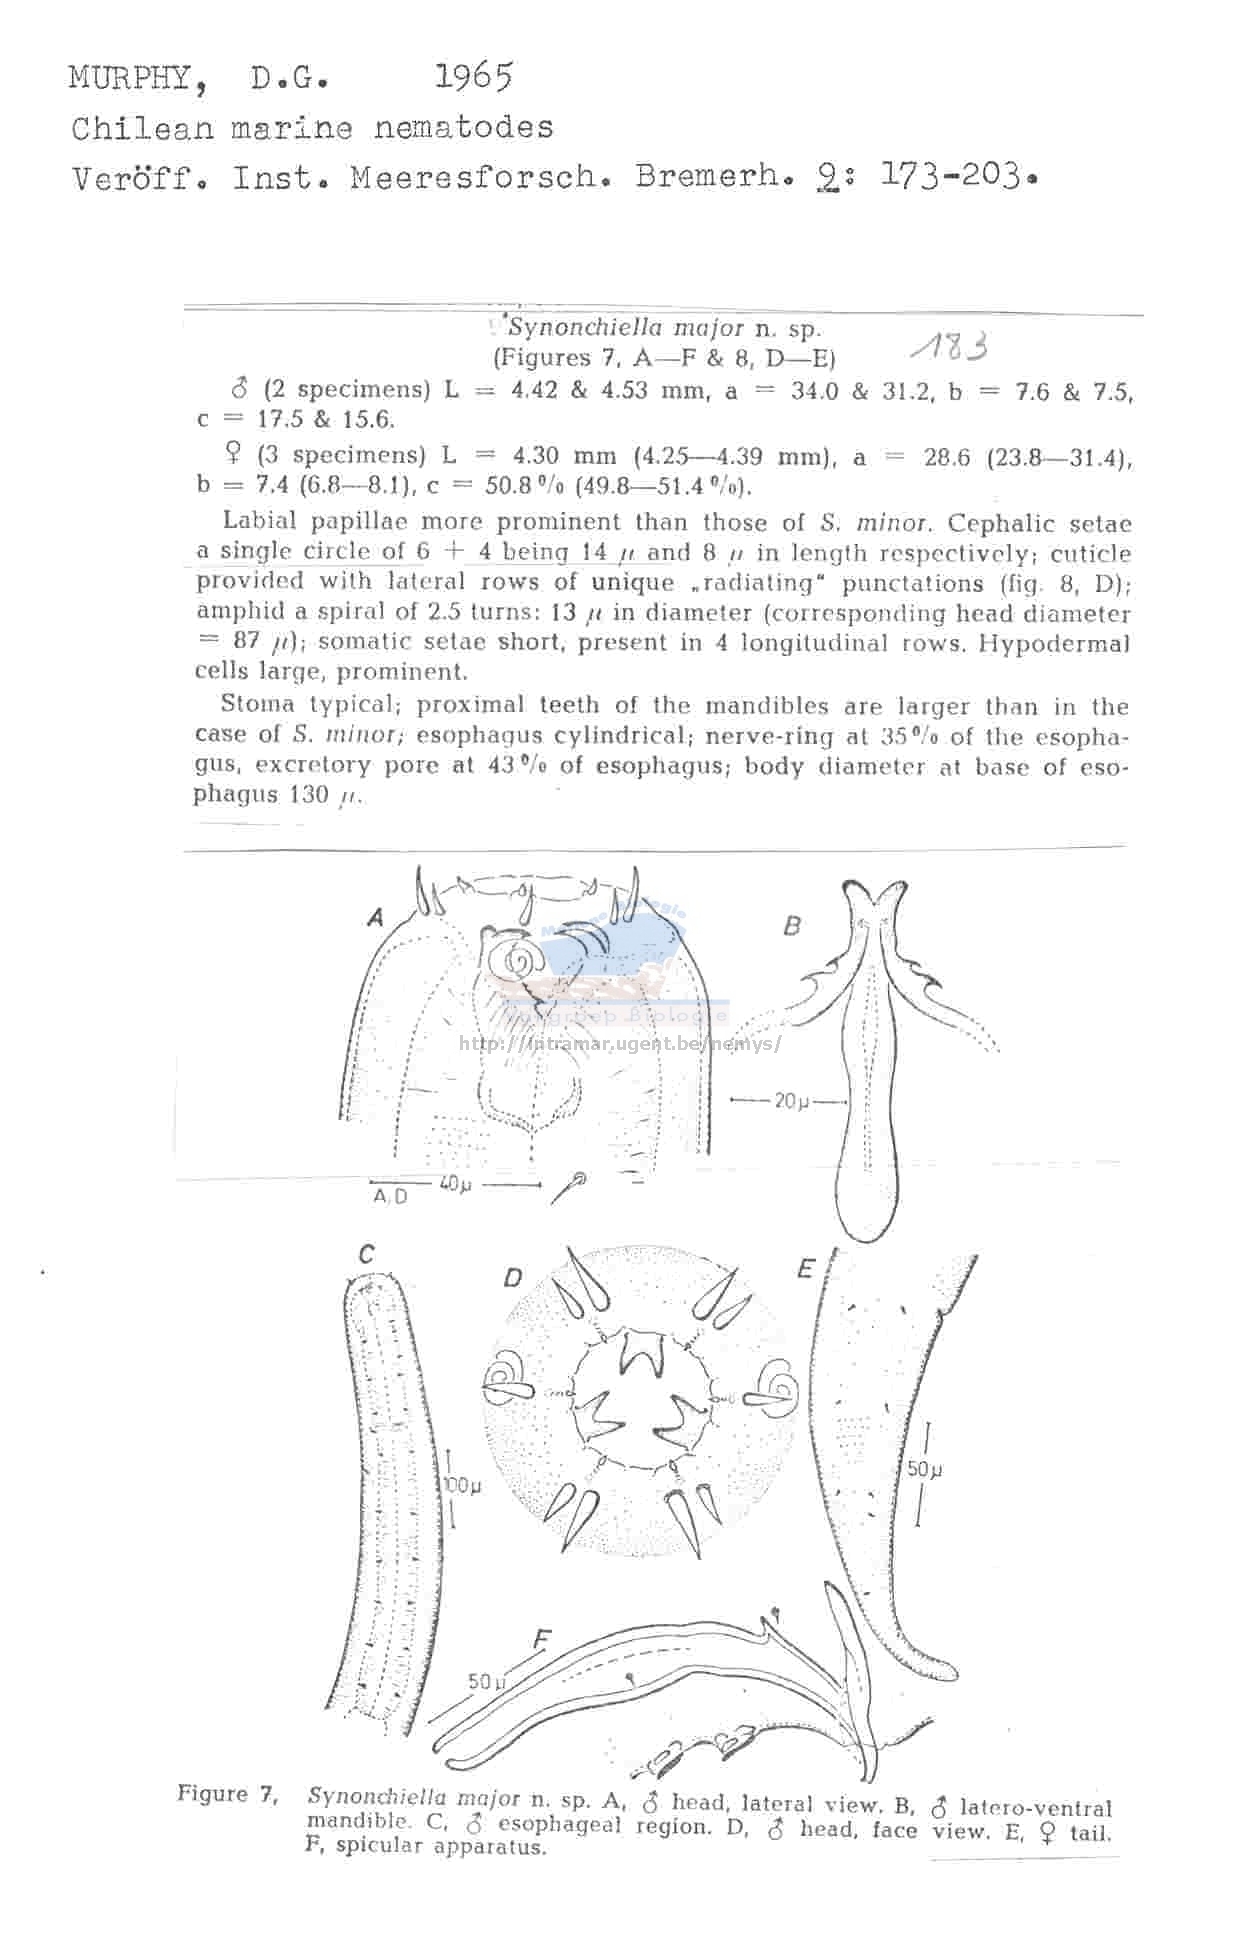 MURPHY, D.G. 1965
Chilean marine nematodes
Veröff. Inst. Meeresforsch. Bremerh. 9: 173-203.
Synonchiella major n. sp.
183
(Figures 7, A—F & 8, D—E)
♂ (2 specimens) L = 4.42 & 4.53 mm, a = 34.0 & 31.2, b = 7.6 & 7.5,
c = 17.5 & 15.6.
♀ (3 specimens) L = 4.30 mm (4.25—4.39 mm), a = 28.6 (23.8—31.4),
b = 7.4 (6.8—8.1), c = 50.8 % (49.8—51.4 %).
Labial papillae more prominent than those of S. minor. Cephalic setae
a single circle of 6 + 4 being 14 µ and 8 µ in length respectively; cuticle
provided with lateral rows of unique „radiating“ punctations (fig. 8, D);
amphid a spiral of 2.5 turns: 13 µ in diameter (corresponding head diameter
= 87 µ); somatic setae short, present in 4 longitudinal rows. Hypodermal
cells large, prominent.
Stoma typical; proximal teeth of the mandibles are larger than in the
case of S. minor; esophagus cylindrical; nerve-ring at 35 % of the esopha-
gus, excretory pore at 43 % of esophagus; body diameter at base of eso-
phagus 130 µ.
A
B
Marine Biologie
Vakgroep Biologie
http://intramar.ugent.be/nemys/
20µ
40µ
A, D
C
D
E
100µ
50µ
F
50µ
Figure 7, Synonchiella major n. sp. A, ♂ head, lateral view. B, ♂ latero-ventral
mandible. C, ♂ esophageal region. D, ♂ head, face view. E, ♀ tail.
F, spicular apparatus.